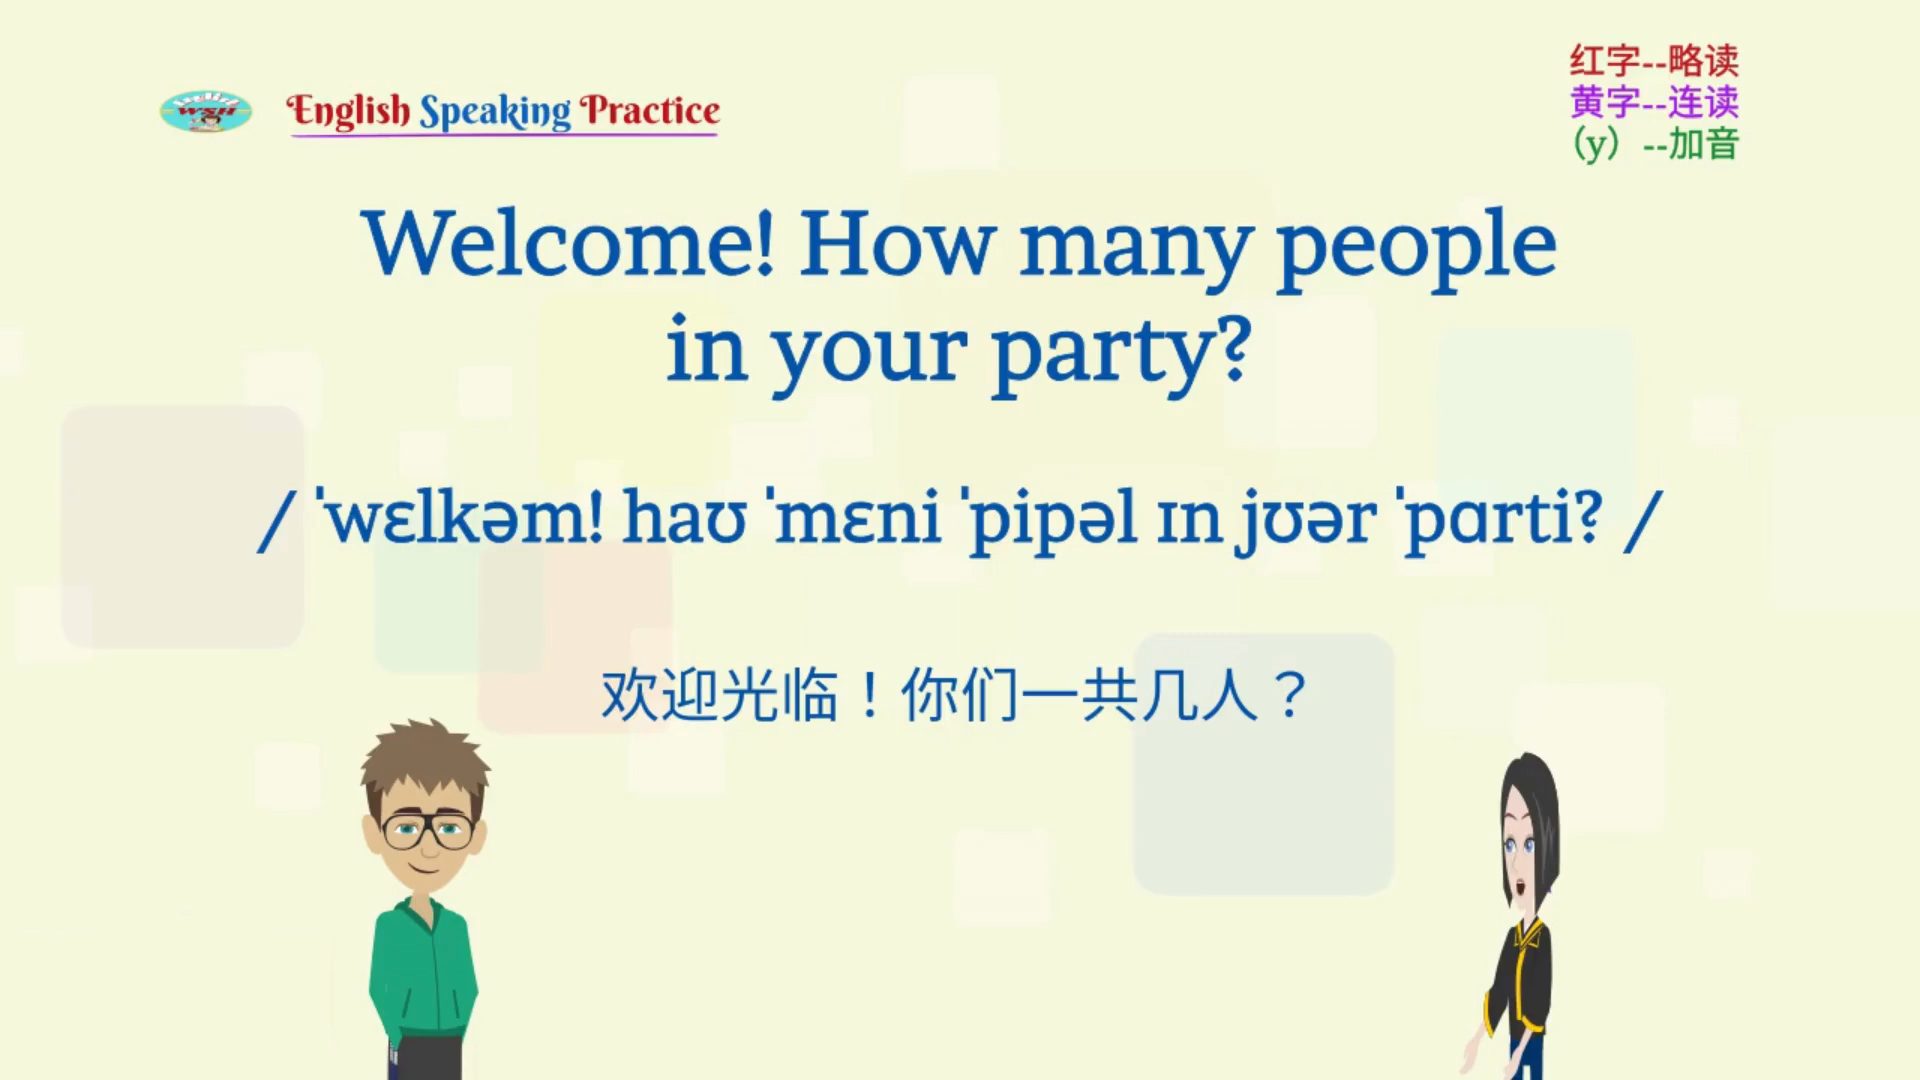 English Speaking Practice
红字--略读
黄字--连读
（y）--加音
Welcome! How many people
in your party?
/ ˈwɛlkəm! haʊ ˈmɛni ˈpipəl ɪn jʊər ˈpɑrti? /
欢迎光临！你们一共几人？